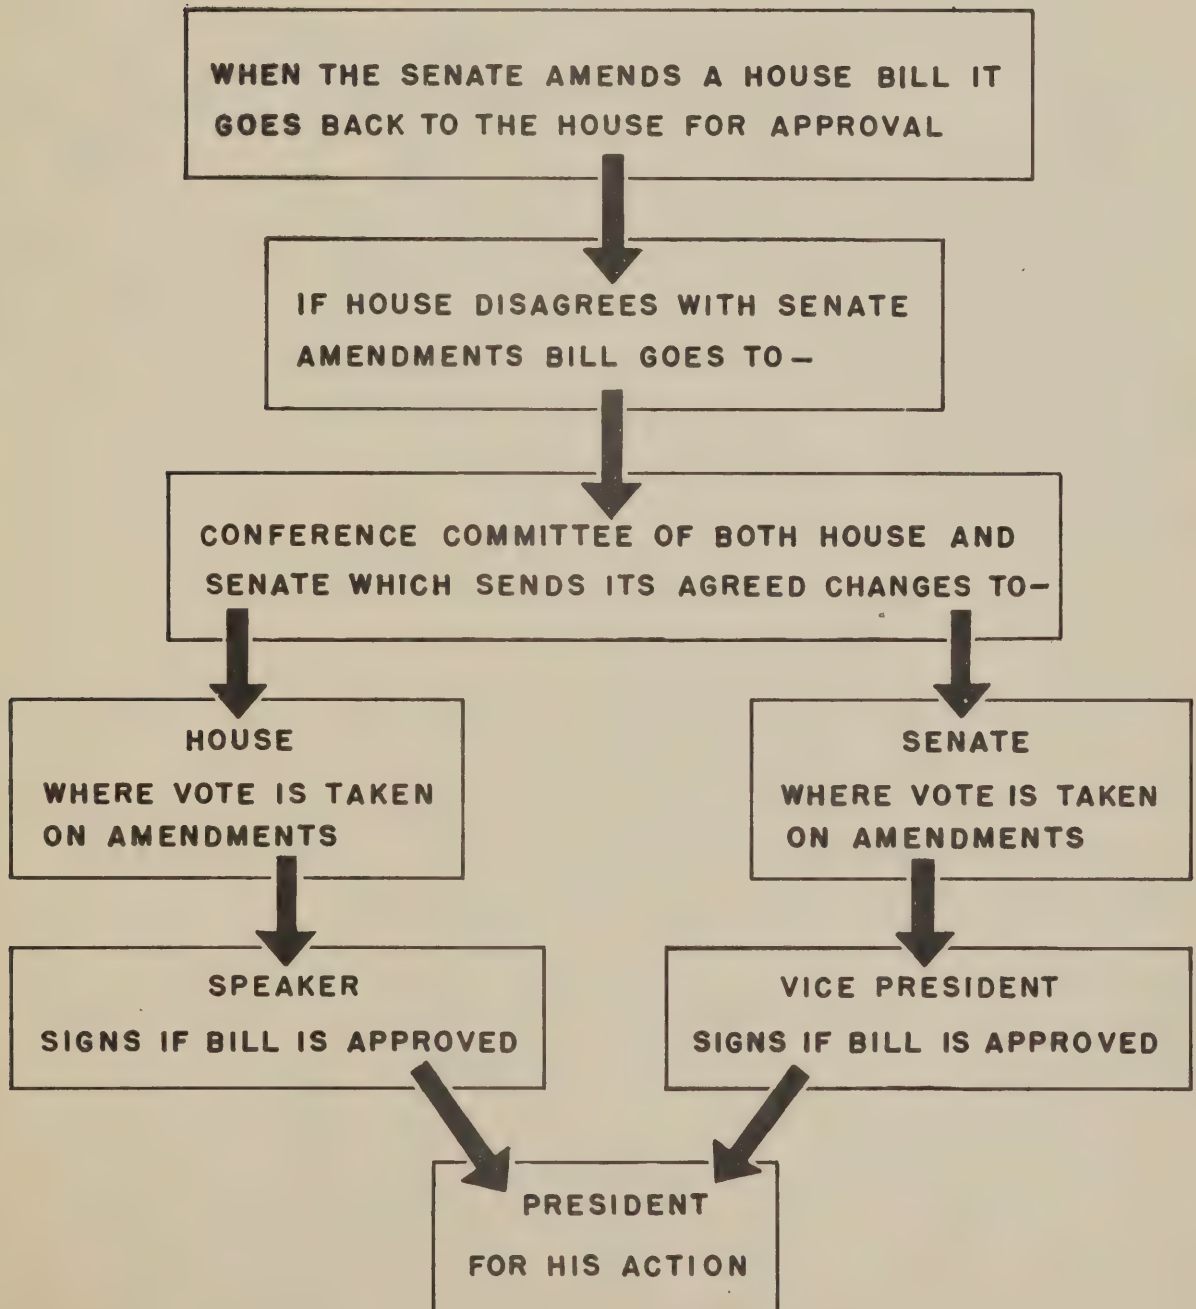 WHEN THE SENATE AMENDS A HOUSE BILL IT
GOES BACK TO THE HOUSE FOR APPROVAL
IF HOUSE DISAGREES WITH SENATE
AMENDMENTS BILL GOES TO—
CONFERENCE COMMITTEE OF BOTH HOUSE AND
SENATE WHICH SENDS ITS AGREED CHANGES TO—
HOUSE
WHERE VOTE IS TAKEN
ON AMENDMENTS
SENATE
WHERE VOTE IS TAKEN
ON AMENDMENTS
SPEAKER
SIGNS IF BILL IS APPROVED
VICE PRESIDENT
SIGNS IF BILL IS APPROVED
PRESIDENT
FOR HIS ACTION